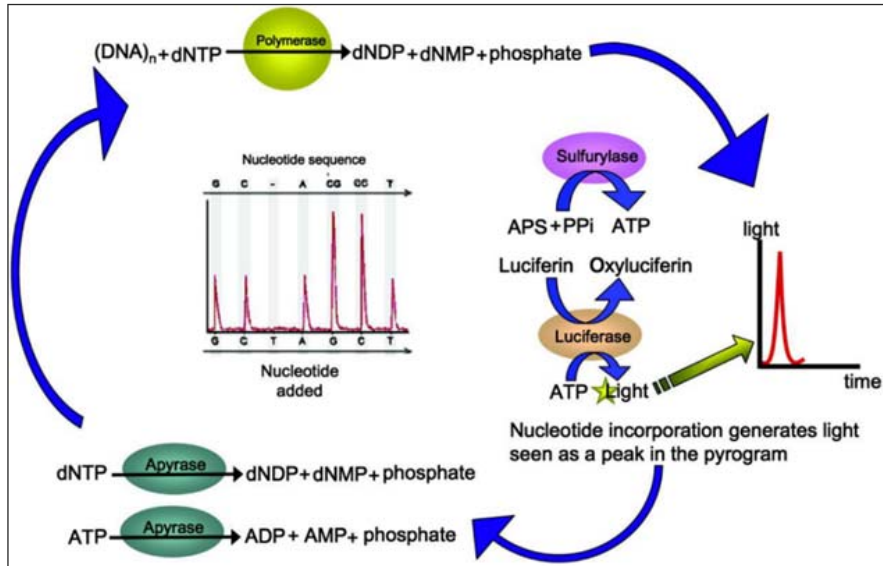 (DNA)n+dNTP Polymerase dNDP+dNMP+phosphate
Nucleotide sequence
G C - A CG CC T
G C T A G C T
Nucleotide
added
Sulfurylase
APS+PPi ATP
Luciferin Oxyluciferin
Luciferase
ATP Light
light
time
Nucleotide incorporation generates light
seen as a peak in the pyrogram
dNTP Apyrase dNDP+dNMP+phosphate
ATP Apyrase ADP+AMP+phosphate